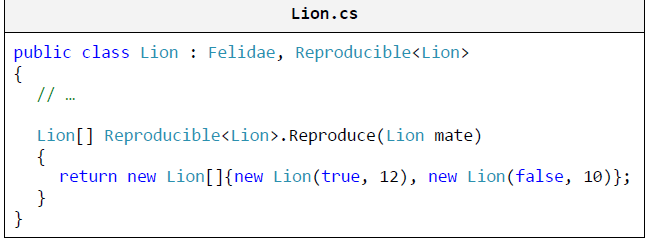 Lion.cs
public class Lion : Felidae, Reproducible<Lion>
{
// …
Lion[] Reproducible<Lion>.Reproduce(Lion mate)
{
return new Lion[]{new Lion(true, 12), new Lion(false, 10)};
}
}